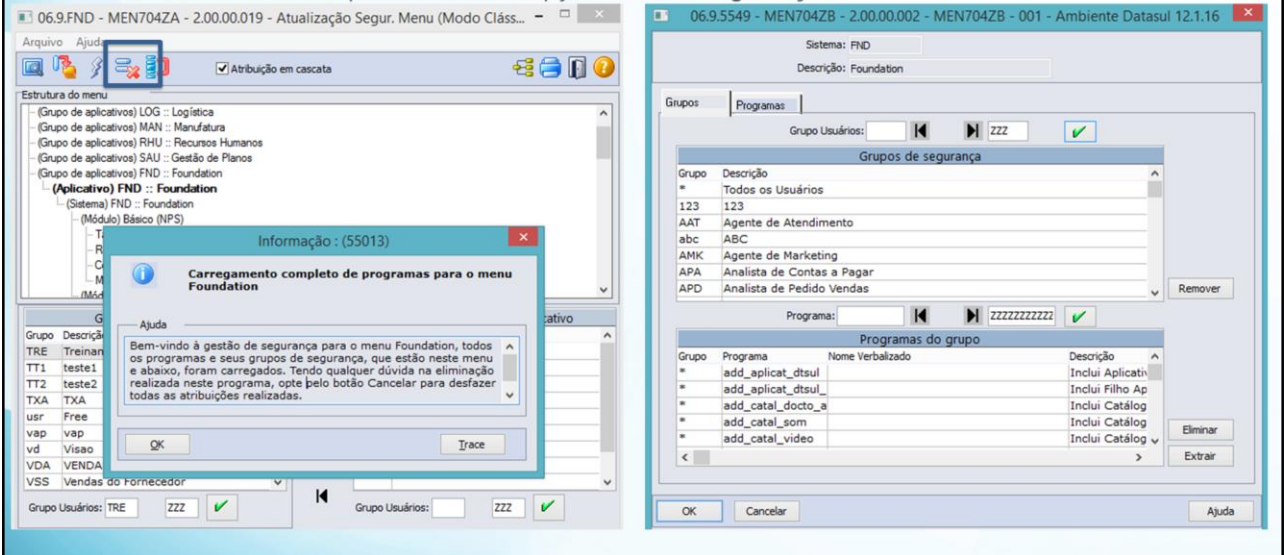 06.9.FND - MEN704ZA - 2.00.00.019 - Atualização Segur. Menu (Modo Cláss...
Arquivo Ajuda
Atribuição em cascata
Estrutura do menu
(Grupo de aplicativos) LOG :: Logística
(Grupo de aplicativos) MAN :: Manufatura
(Grupo de aplicativos) RHU :: Recursos Humanos
(Grupo de aplicativos) SAU :: Gestão de Planos
(Grupo de aplicativos) FND :: Foundation
(Aplicativo) FND :: Foundation
(Sistema) FND :: Foundation
(Módulo) Básico (NPS)
Informação : (55013)
Carregamento completo de programas para o menu
Foundation
Ajuda
Bem-vindo à gestão de segurança para o menu Foundation, todos
os programas e seus grupos de segurança, que estão neste menu
e abaixo, foram carregados. Tendo qualquer dúvida na eliminação
realizada neste programa, opte pelo botão Cancelar para desfazer
todas as atribuições realizadas.
OK Trace
Grupo
TRE
TT1 teste1
TT2 teste2
TXA TXA
usr Free
vap vap
vd Visao
VDA VENDA
VSS Vendas do Fornecedor
Grupo Usuários: TRE ZZZ
Grupo Usuários: ZZZ
06.9.5549 - MEN704ZB - 2.00.00.002 - MEN704ZB - 001 - Ambiente Datasul 12.1.16
Sistema: FND
Descrição: Foundation
Grupos Programas
Grupo Usuários: ZZZ
Grupos de segurança
Grupo Descrição
* Todos os Usuários
123 123
AAT Agente de Atendimento
abc ABC
AMK Agente de Marketing
APA Analista de Contas a Pagar
APD Analista de Pedido Vendas
Remover
Programa: ZZZZZZZZZZZ
Programas do grupo
Grupo Programa Nome Verbalizado Descrição
* add_aplicat_dtsul Inclui Aplicativ
* add_aplicat_dtsul_ Inclui Filho Ap
* add_catal_docto_a Inclui Catálog
* add_catal_som Inclui Catálog
* add_catal_video Inclui Catálog
Eliminar
Extrair
OK Cancelar Ajuda